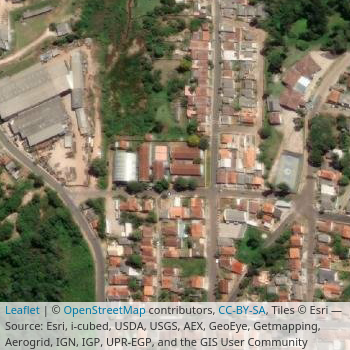 Leaflet | © OpenStreetMap contributors, CC-BY-SA, Tiles © Esri —
Source: Esri, i-cubed, USDA, USGS, AEX, GeoEye, Getmapping,
Aerogrid, IGN, IGP, UPR-EGP, and the GIS User Community